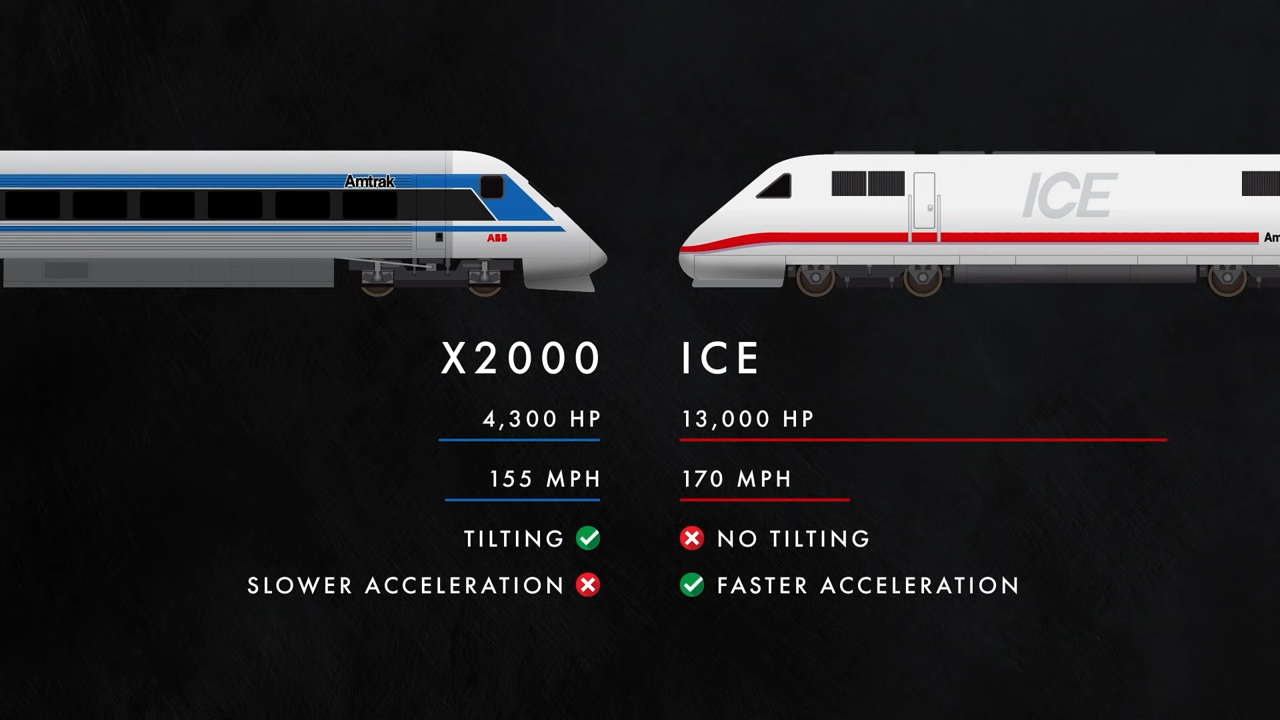 Amtrak
ABB
ICE
Am
X2000
4,300 HP
155 MPH
TILTING
SLOWER ACCELERATION
ICE
13,000 HP
170 MPH
NO TILTING
FASTER ACCELERATION